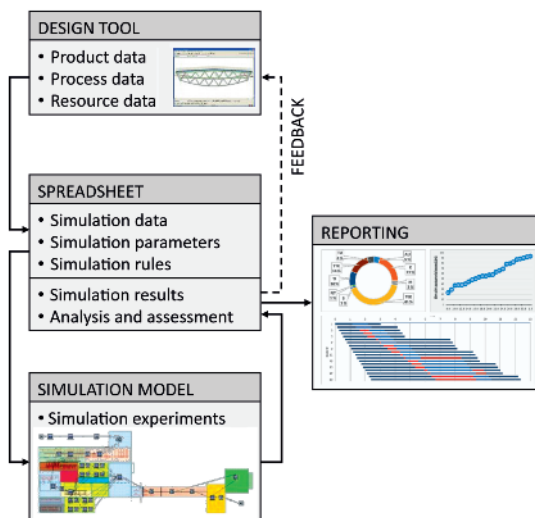 DESIGN TOOL
• Product data
• Process data
• Resource data
FEEDBACK
SPREADSHEET
• Simulation data
• Simulation parameters
• Simulation rules
• Simulation results
• Analysis and assessment
REPORTING
SIMULATION MODEL
• Simulation experiments